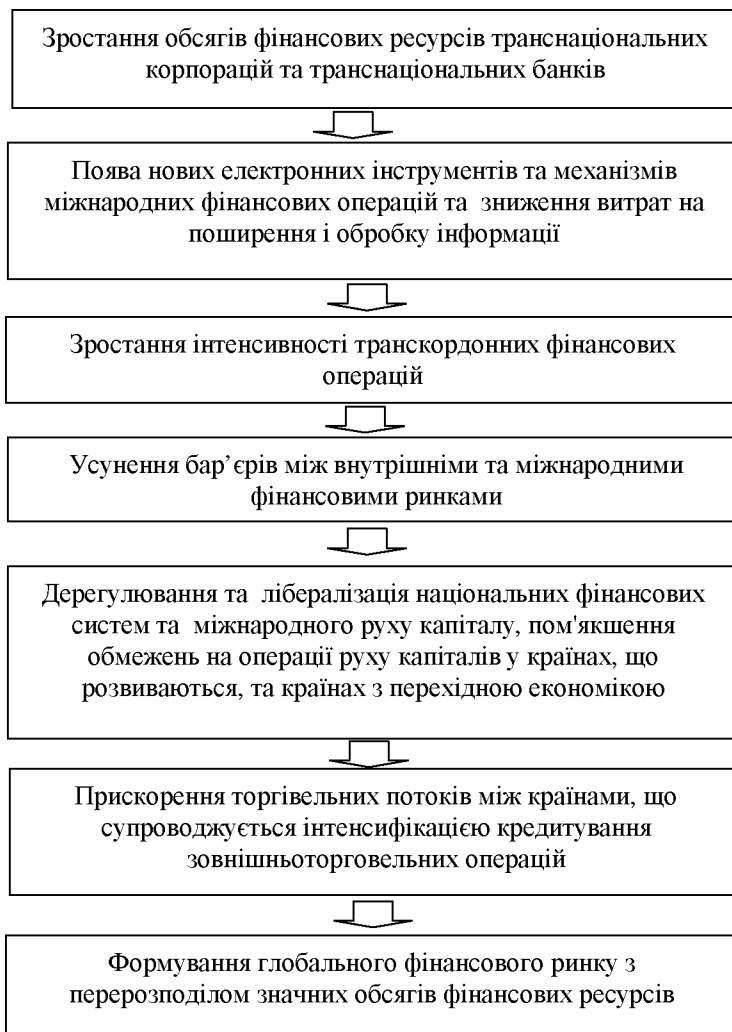 Зростання обсягів фінансових ресурсів транснаціональних
корпорацій та транснаціональних банків
Поява нових електронних інструментів та механізмів
міжнародних фінансових операцій та зниження витрат на
поширення і обробку інформації
Зростання інтенсивності транскордонних фінансових
операцій
Усунення бар’єрів між внутрішніми та міжнародними
фінансовими ринками
Дерегулювання та лібералізація національних фінансових
систем та міжнародного руху капіталу, пом'якшення
обмежень на операції руху капіталів у країнах, що
розвиваються, та країнах з перехідною економікою
Прискорення торгівельних потоків між країнами, що
супроводжується інтенсифікацією кредитування
зовнішньоторговельних операцій
Формування глобального фінансового ринку з
перерозподілом значних обсягів фінансових ресурсів